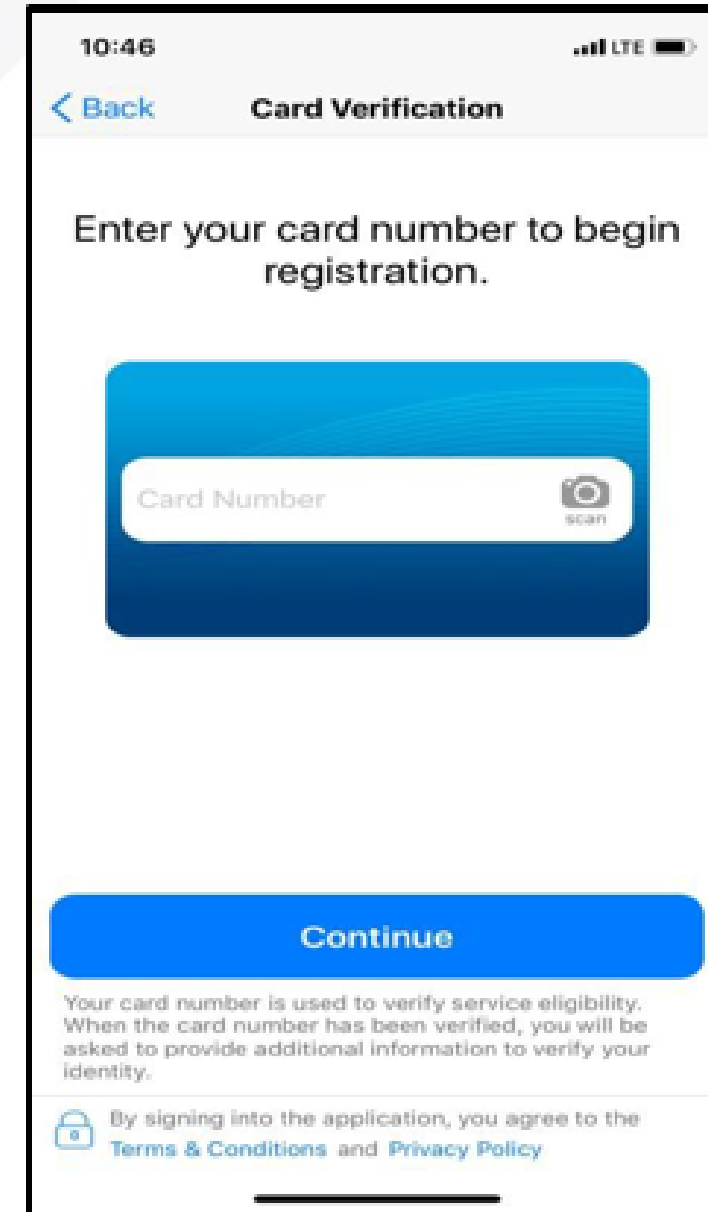 10:46 LTE
Back Card Verification
Enter your card number to begin
registration.
Card Number
scan
Continue
Your card number is used to verify service eligibility.
When the card number has been verified, you will be
asked to provide additional information to verify your
identity.
By signing into the application, you agree to the
Terms & Conditions and Privacy Policy